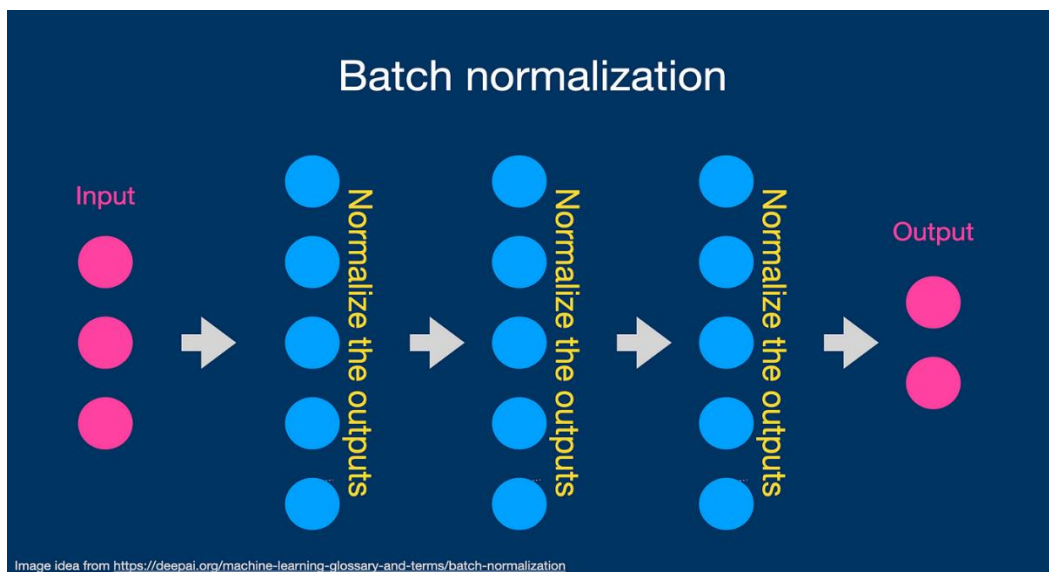 Batch normalization
Input
Normalize the outputs
Normalize the outputs
Normalize the outputs
Output
Image idea from https://deepai.org/machine-learning-glossary-and-terms/batch-normalization